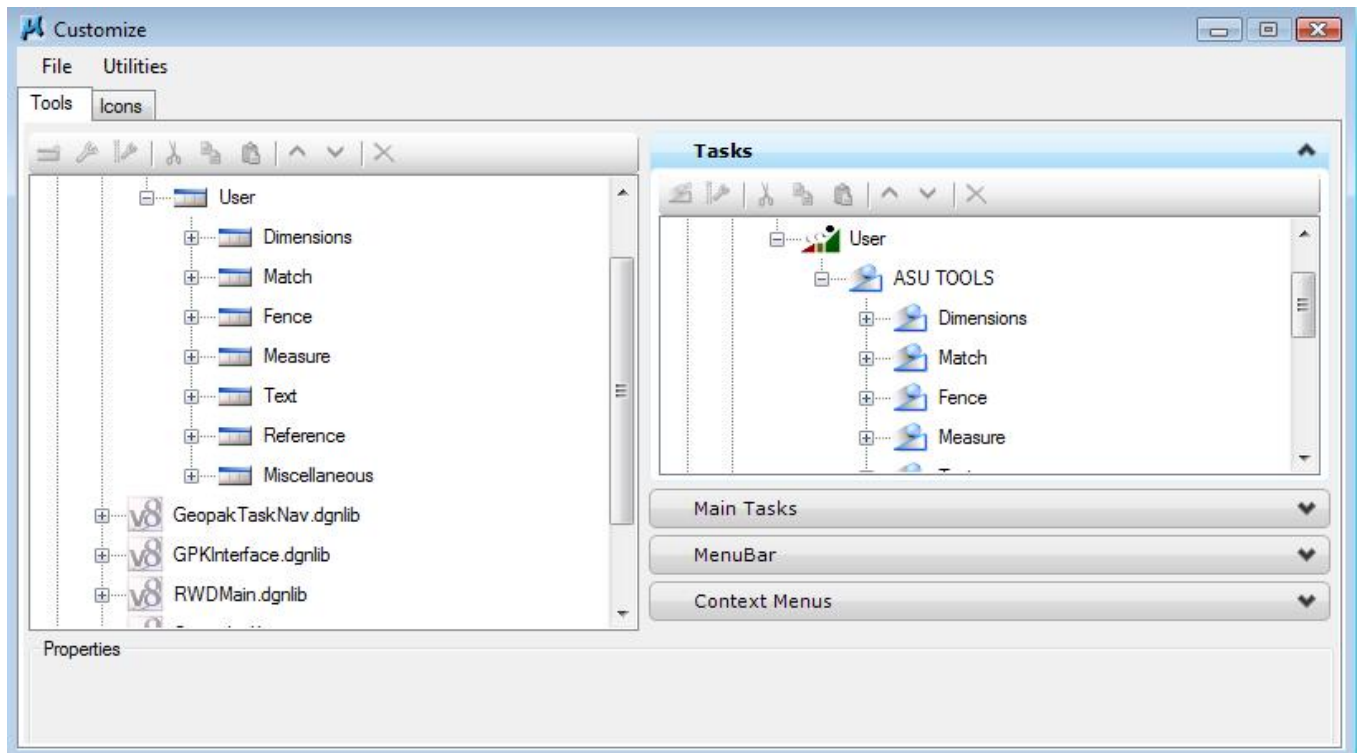 Customize
File Utilities
Tools Icons
User
Dimensions
Match
Fence
Measure
Text
Reference
Miscellaneous
GeopakTaskNav.dgnlib
GPKInterface.dgnlib
RWDMain.dgnlib
Properties
Tasks
User
ASU TOOLS
Dimensions
Match
Fence
Measure
Main Tasks
MenuBar
Context Menus